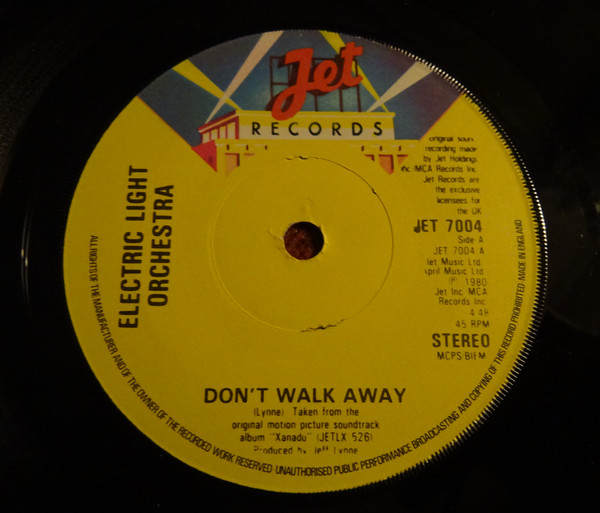 Jet
RECORDS
original soun
recording made
by Jet Holdings
Inc./MCA Records Inc.
Jet Records are
the exclusive
licensees for
the UK
JET 7004
Side A
JET 7004 A
Jet Music Ltd.
April Music Ltd.
℗ 1980
Jet Inc. MCA
Records Inc.
4.48
45 RPM
STEREO
MCPS/BIEM
ELECTRIC LIGHT
ORCHESTRA
DON'T WALK AWAY
(Lynne) Taken from the
original motion picture soundtrack
album "Xanadu" (JETLX 526)
Produced by Jeff Lynne
ALL RIGHTS OF THE MANUFACTURER AND OF THE OWNER OF THE RECORDED WORK RESERVED UNAUTHORISED PUBLIC PERFORMANCE BROADCASTING AND COPYING OF THIS RECORD PROHIBITED MADE IN ENGLAND